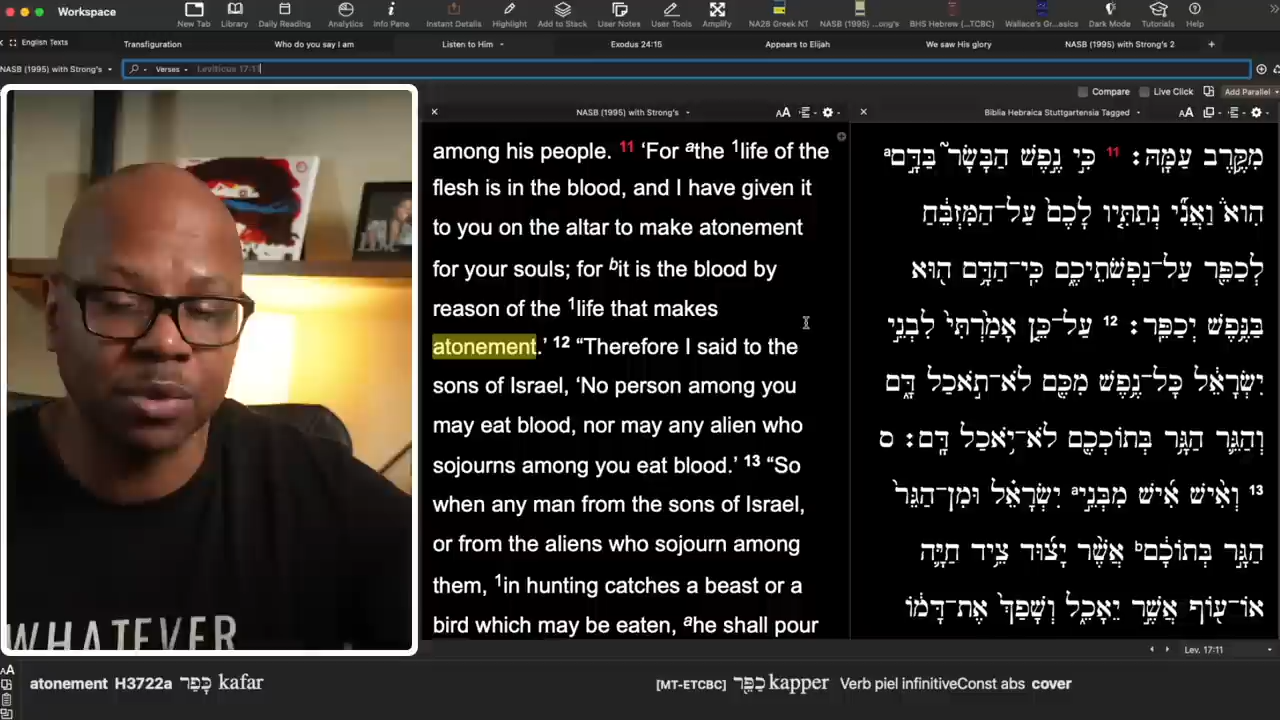 Workspace
New Tab
Library
Daily Reading
Analytics
Info Pane
Instant Details
Highlight
Add to Stack
User Notes
User Tools
Amplify
NA28 Greek NT
NASB (1995) ...ong's
BHS Hebrew (...TCBC)
Wallace's Gr...asics
Dark Mode
Tutorials
Help
English Texts
Transfiguration
Who do you say I am
Listen to Him
Exodus 24:15
Appears to Elijah
We saw His glory
NASB (1995) with Strong's 2
NASB (1995) with Strong's
Verses
Leviticus 17:11
Compare
Live Click
Add Parallel
NASB (1995) with Strong's
among his people. 11 ‘For athe 1life of the
flesh is in the blood, and I have given it
to you on the altar to make atonement
for your souls; for bit is the blood by
reason of the 1life that makes
atonement.’ 12 “Therefore I said to the
sons of Israel, ‘No person among you
may eat blood, nor may any alien who
sojourns among you eat blood.’ 13 “So
when any man from the sons of Israel,
or from the aliens who sojourn among
them, 1in hunting catches a beast or a
bird which may be eaten, ahe shall pour
Biblia Hebraica Stuttgartensia Tagged
מִקֶּ֥רֶב עַמָּֽהּ׃ 11 כִּ֣י נֶ֣פֶשׁ הַבָּשָׂר֮ בַּדָּ֣ם a
הִוא֒ וַאֲנִ֞י נְתַתִּ֤יו לָכֶם֙ עַל־הַמִּזְבֵּ֔חַ
לְכַפֵּ֖ר עַל־נַפְשֹׁתֵיכֶ֑ם כִּֽי־הַדָּ֥ם ה֖וּא
בַּנֶּ֥פֶשׁ יְכַפֵּֽר׃ 12 עַל־כֵּ֤ן אָמַ֙רְתִּי֙ לִבְנֵ֣י
יִשְׂרָאֵ֔ל כָּל־נֶ֥פֶשׁ מִכֶּ֖ם לֹא־תֹ֣אכַל דָּ֑ם
וְהַגֵּ֛ר הַגָּ֥ר בְּתוֹכְכֶ֖ם לֹא־יֹ֥אכַל דָּֽם׃ ס
13 וְאִ֨ישׁ אִ֜ישׁ מִבְּנֵ֣י a יִשְׂרָאֵ֗ל וּמִן־הַגֵּר֙
הַגָּ֣ר בְּתוֹכָ֔ם b אֲשֶׁ֨ר יָצ֜וּד צֵ֥יד חַיָּ֛ה
אוֹ־ע֖וֹף אֲשֶׁ֣ר יֵאָכֵ֑ל וְשָׁפַךְ֙ אֶת־דָּמ֔וֹ
Lev. 17:11
WHATEVER
atonement H3722a כָּפַר kafar
[MT-ETCBC] כַפֵּ֖ר kapper Verb piel infinitiveConst abs cover